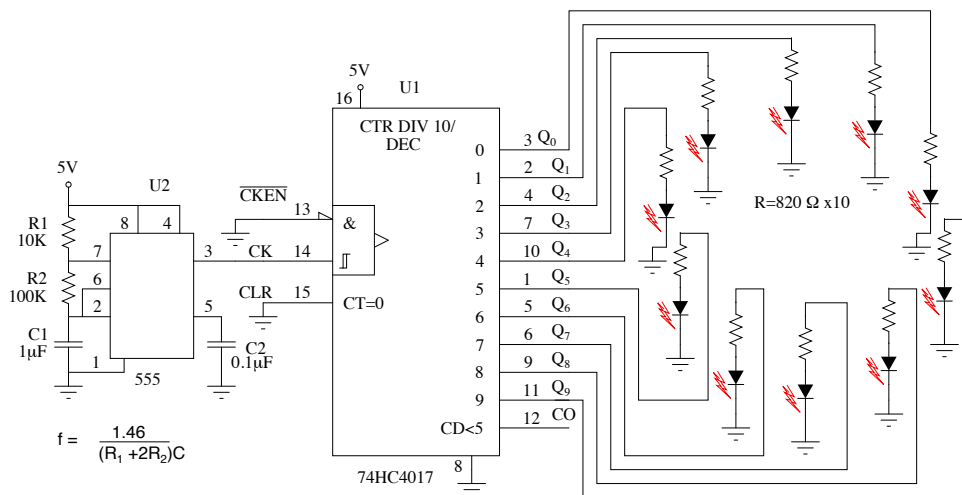 5V
U2
8
4
R1
10K
7
3
CK
R2
100K
6
2
5
C1
1µF
C2
0.1µF
1
555
f = 1.46
(R1 +2R2)C
5V
U1
16
CTR DIV 10/
DEC
CKEN
13
&
14
CLR
15
CT=0
0
3
Q0
1
2
Q1
2
4
Q2
3
7
Q3
4
10
Q4
5
1
Q5
6
5
Q6
7
6
Q7
8
9
Q8
9
11
Q9
CD<5
12
CO
8
74HC4017
R=820 Ω x10